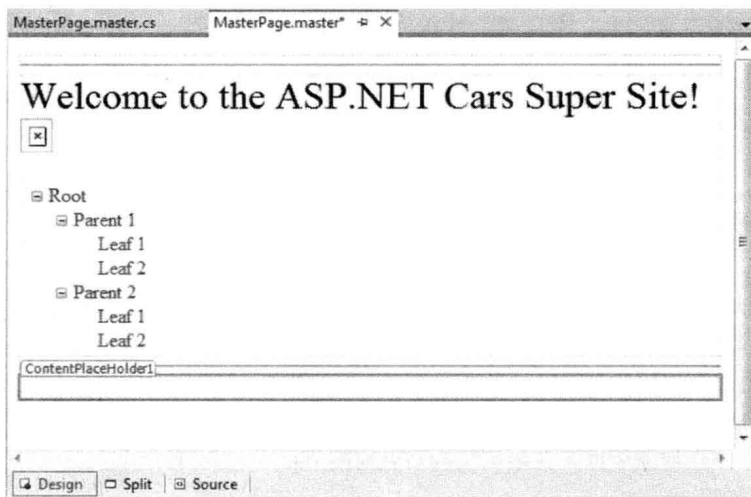 MasterPage.master.cs
MasterPage.master*
Welcome to the ASP.NET Cars Super Site!
Root
Parent 1
Leaf 1
Leaf 2
Parent 2
Leaf 1
Leaf 2
ContentPlaceHolder1
Design Split Source